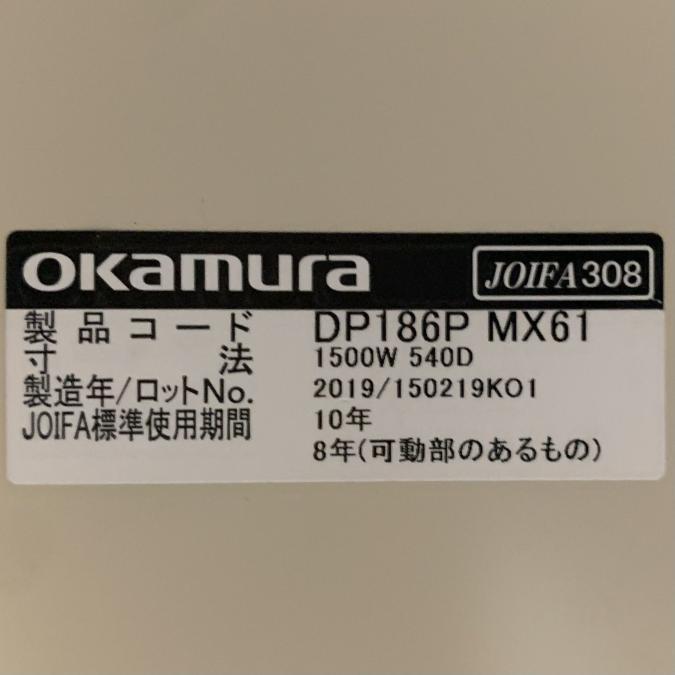 okamura JOIFA308
製品コード DP186P MX61
寸法 1500W 540D
製造年/ロットNo. 2019/150219K01
JOIFA標準使用期間 10年
8年(可動部のあるもの)